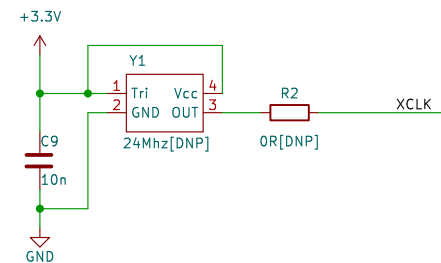 +3.3V
Y1
1 Tri Vcc 4
2 GND OUT 3
24Mhz[DNP]
R2
0R[DNP]
XCLK
C9
10n
GND